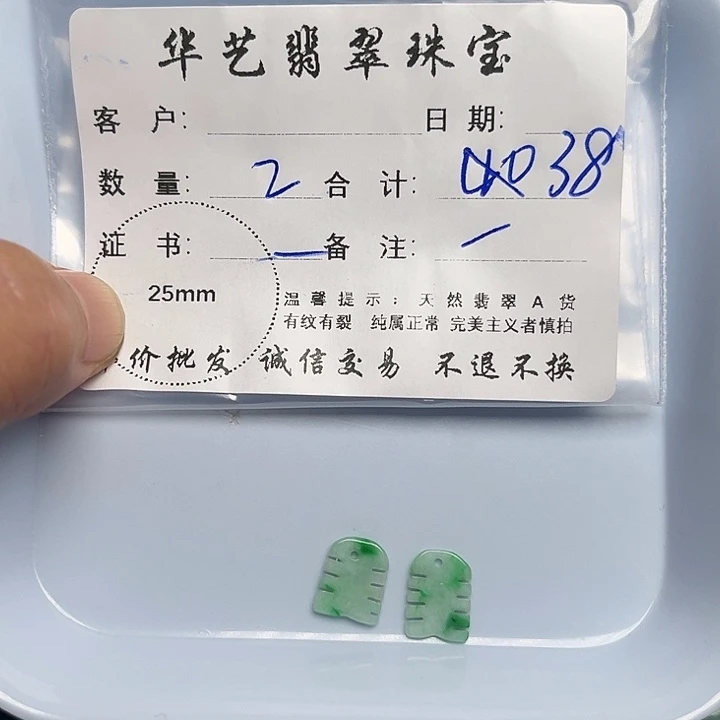 华艺翡翠珠宝
客 户: 日 期:
数 量: 2 合 计: 38
证 书: — 备 注: —
25mm
温馨提示:天然翡翠A货
有纹有裂 纯属正常 完美主义者慎拍
价批发 诚信交易 不退不换